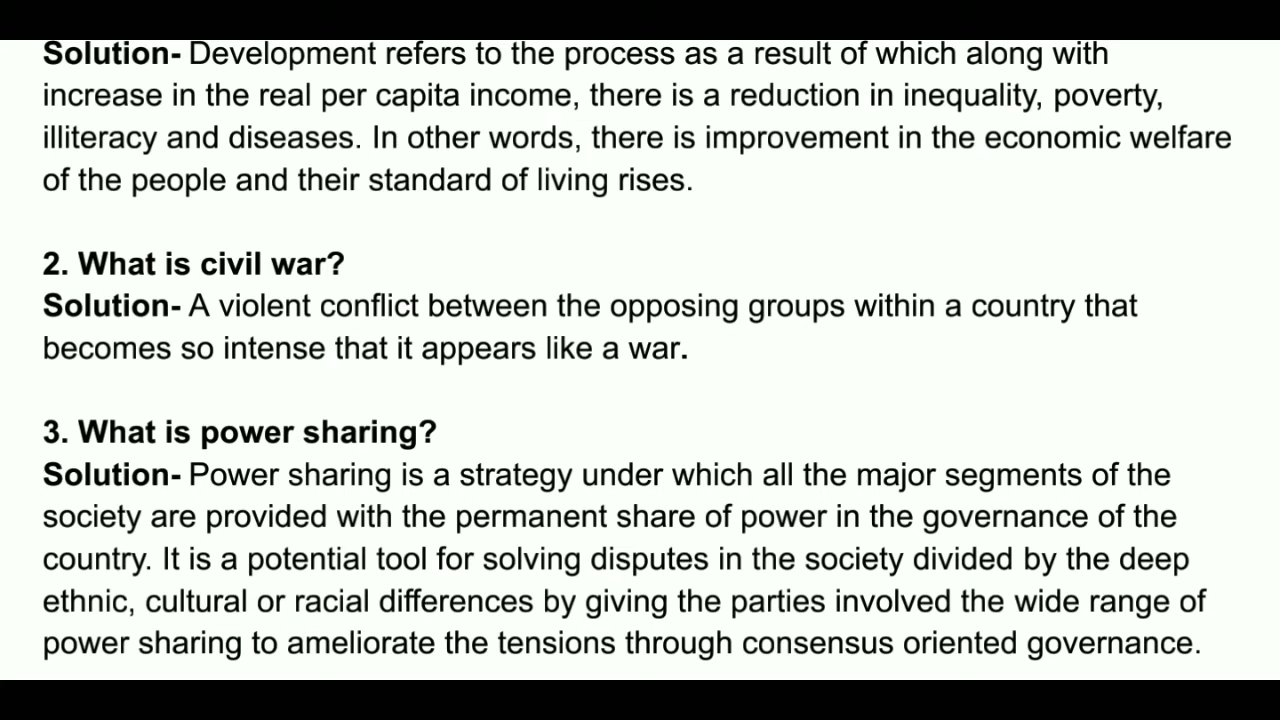 Solution- Development refers to the process as a result of which along with
increase in the real per capita income, there is a reduction in inequality, poverty,
illiteracy and diseases. In other words, there is improvement in the economic welfare
of the people and their standard of living rises.
2. What is civil war?
Solution- A violent conflict between the opposing groups within a country that
becomes so intense that it appears like a war.
3. What is power sharing?
Solution- Power sharing is a strategy under which all the major segments of the
society are provided with the permanent share of power in the governance of the
country. It is a potential tool for solving disputes in the society divided by the deep
ethnic, cultural or racial differences by giving the parties involved the wide range of
power sharing to ameliorate the tensions through consensus oriented governance.